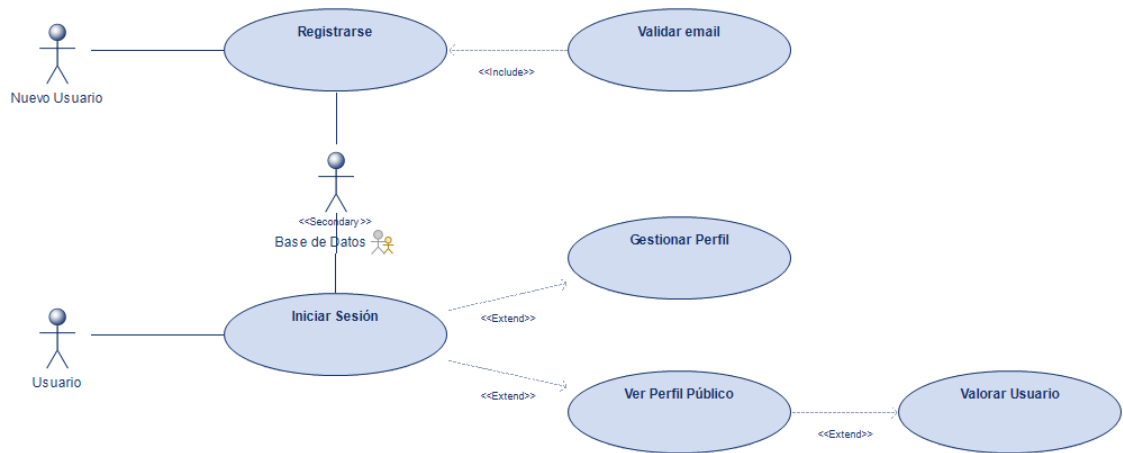 Registrarse
Validar email
<<Include>>
Nuevo Usuario
<<Secondary>>
Base de Datos
Gestionar Perfil
Iniciar Sesión
<<Extend>>
Usuario
<<Extend>>
Ver Perfil Público
Valorar Usuario
<<Extend>>